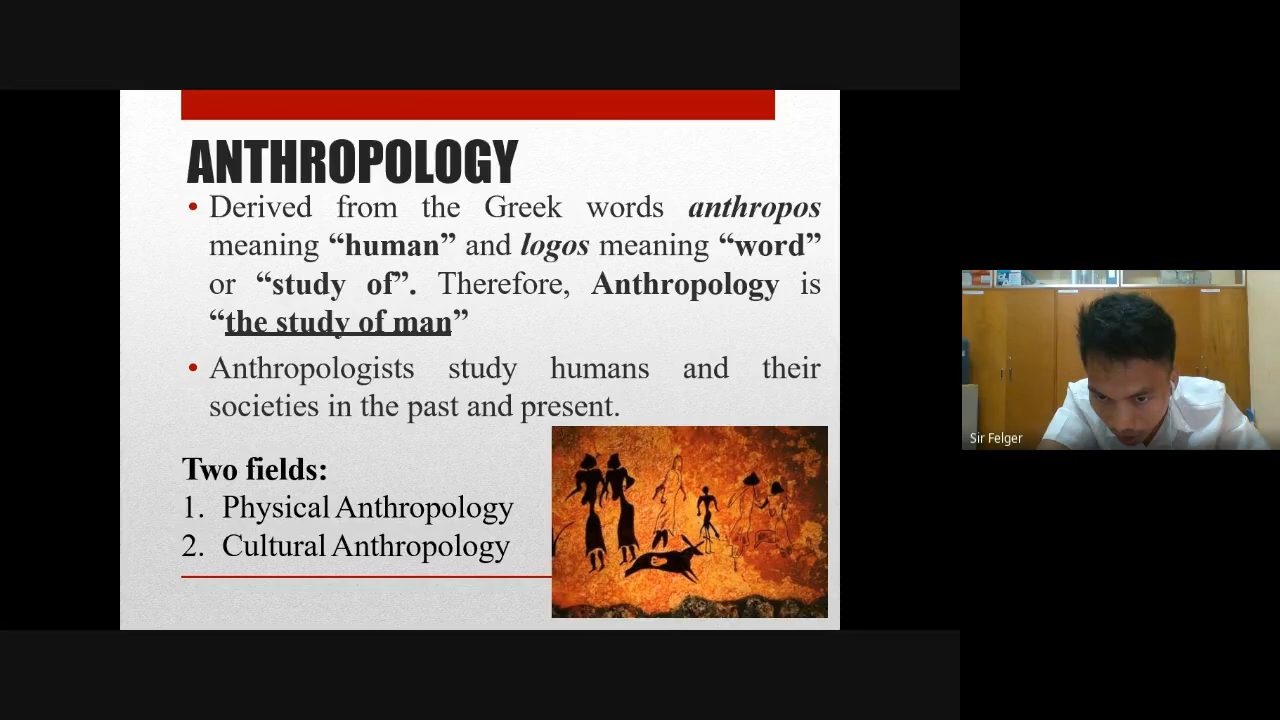 ANTHROPOLOGY
• Derived from the Greek words anthropos
meaning “human” and logos meaning “word”
or “study of”. Therefore, Anthropology is
“the study of man”
• Anthropologists study humans and their
societies in the past and present.
Two fields:
1. Physical Anthropology
2. Cultural Anthropology
Sir Felger